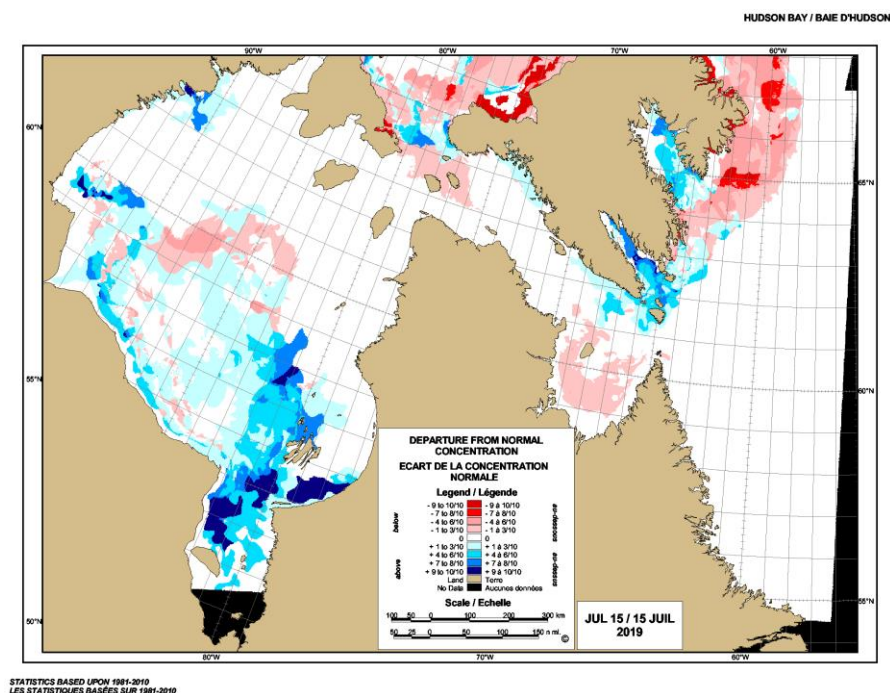 HUDSON BAY / BAIE D'HUDSON
90°W 80°W 70°W 60°W
60°N
65°N
55°N
60°N
50°N
55°N
80°W 70°W 60°W
DEPARTURE FROM NORMAL
CONCENTRATION
ECART DE LA CONCENTRATION
NORMALE
Legend / Légende
below
au-dessous
- 9 to 10/10 - 9 à 10/10
- 7 to 8/10 - 7 à 8/10
- 4 to 6/10 - 4 à 6/10
- 1 to 3/10 - 1 à 3/10
0 0
above
au-dessus
+ 1 to 3/10 + 1 à 3/10
+ 4 to 6/10 + 4 à 6/10
+ 7 to 8/10 + 7 à 8/10
+ 9 to 10/10 + 9 à 10/10
Land Terre
No Data Aucunes données
Scale / Echelle
100 50 0 100 200 300 km
50 25 0 50 100 150 n mi.
©
JUL 15 / 15 JUIL
2019
STATISTICS BASED UPON 1981-2010
LES STATISTIQUES BASÉES SUR 1981-2010